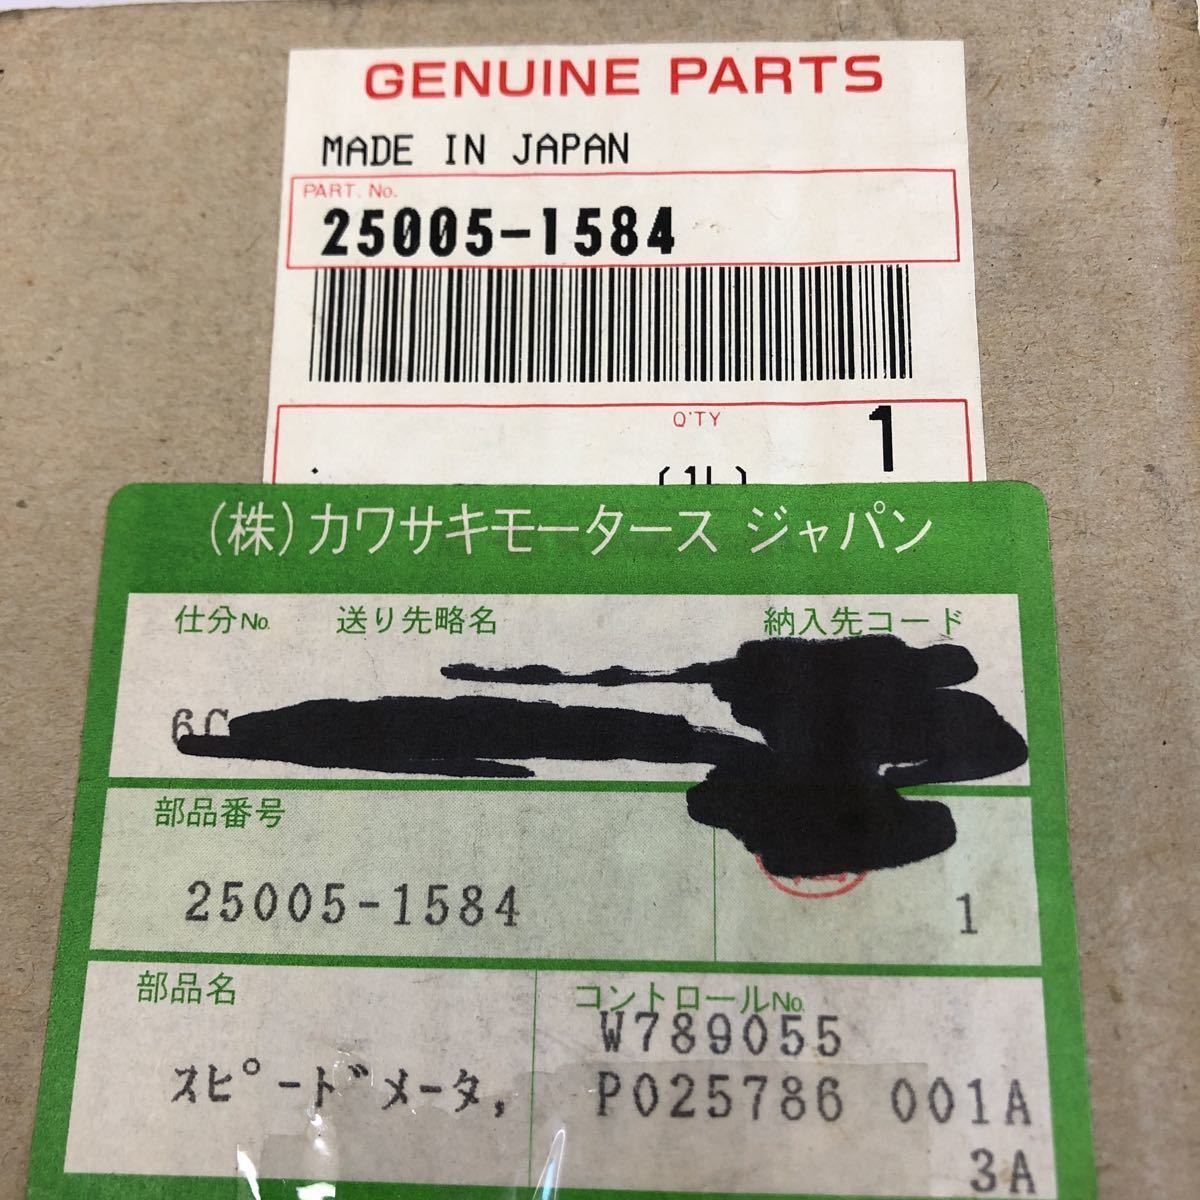 GENUINE PARTS
MADE IN JAPAN
PART. No.
25005-1584
Q'TY
1
(1L)
(株)カワサキモータース ジャパン
仕分No. 送り先略名 納入先コード
6C
部品番号
25005-1584 1
部品名 コントロールNo.
W789055
スピードメータ, P025786 001A
3A